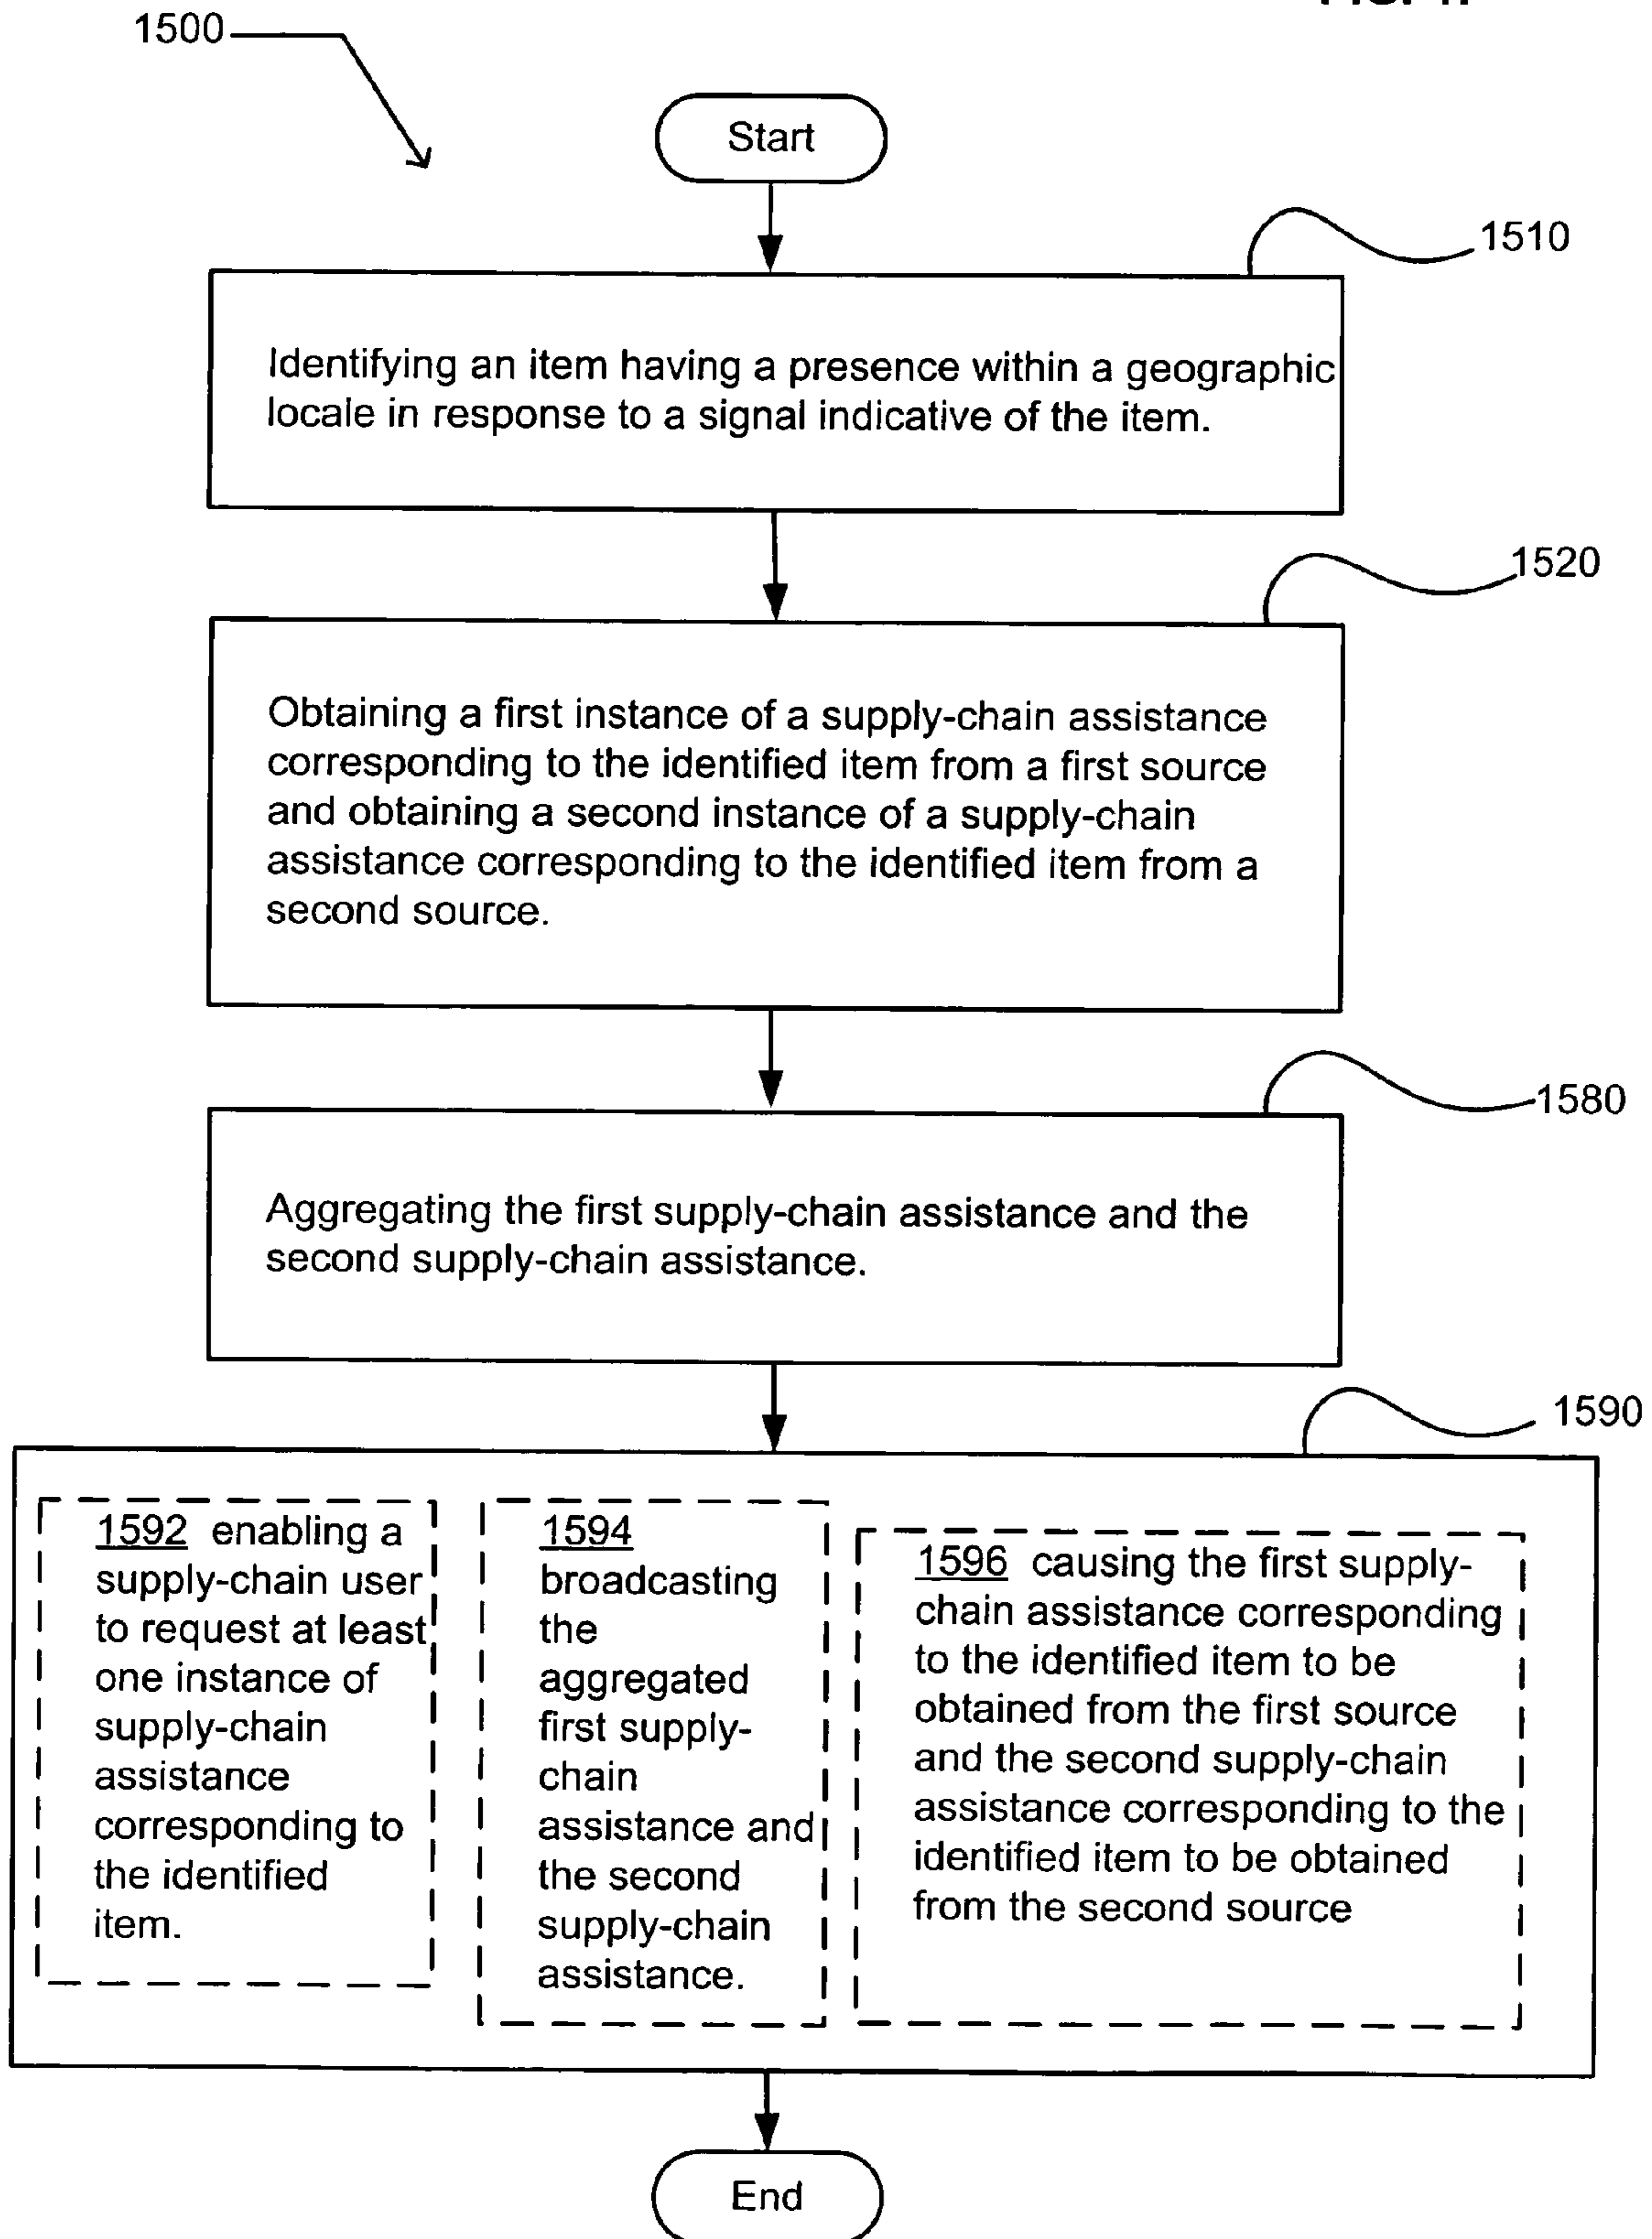 1500
Start
1510
Identifying an item having a presence within a geographic
locale in response to a signal indicative of the item.
1520
Obtaining a first instance of a supply-chain assistance
corresponding to the identified item from a first source
and obtaining a second instance of a supply-chain
assistance corresponding to the identified item from a
second source.
1580
Aggregating the first supply-chain assistance and the
second supply-chain assistance.
1590
1592 enabling a
supply-chain user
to request at least
one instance of
supply-chain
assistance
corresponding to
the identified
item.
1594
broadcasting
the
aggregated
first supply-
chain
assistance and
the second
supply-chain
assistance.
1596 causing the first supply-
chain assistance corresponding
to the identified item to be
obtained from the first source
and the second supply-chain
assistance corresponding to the
identified item to be obtained
from the second source
End